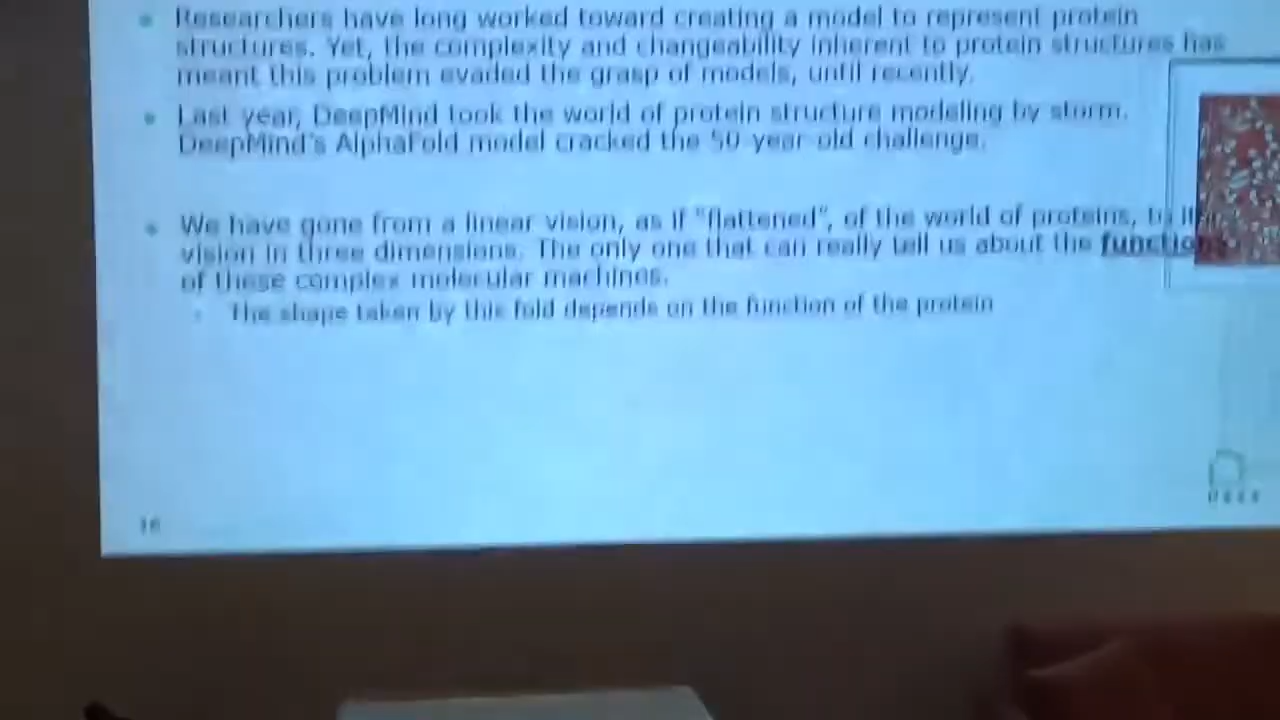 Researchers have long worked toward creating a model to represent protein
structures. Yet, the complexity and changeability inherent to protein structures has
meant this problem evaded the grasp of models, until recently.
Last year, DeepMind took the world of protein structure modeling by storm.
DeepMind's AlphaFold model cracked the 50-year-old challenge.
We have gone from a linear vision, as if "flattened", of the world of proteins, to
vision in three dimensions. The only one that can really tell us about the functions
of these complex molecular machines.
The shape taken by this fold depends on the function of the protein
16